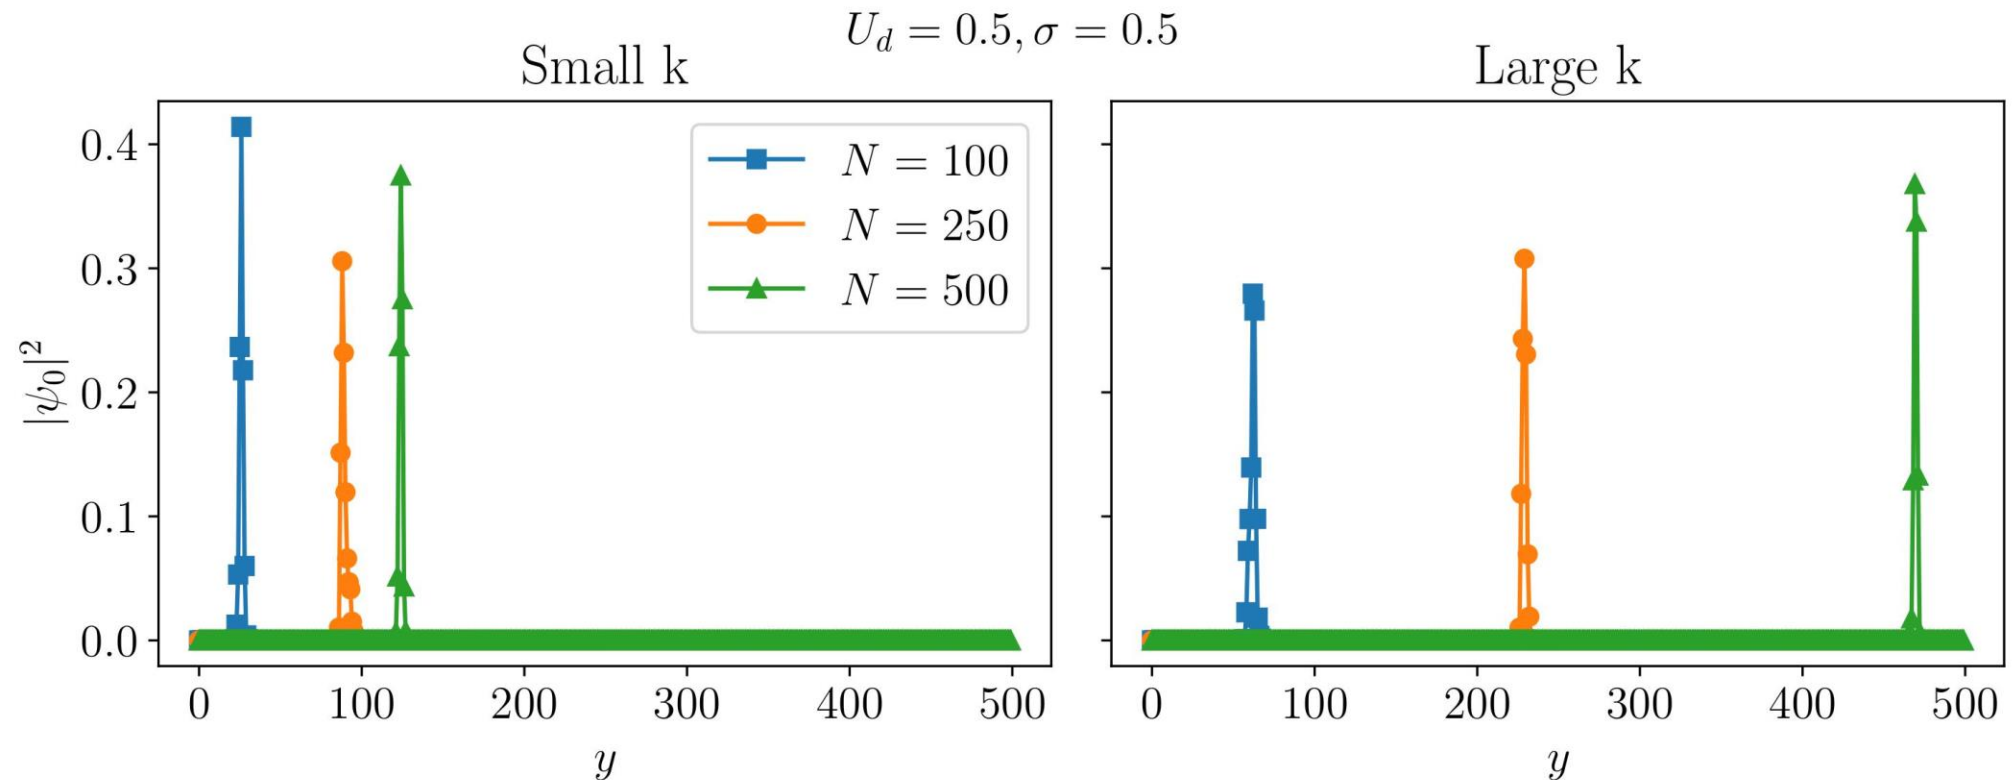 U_d = 0.5, σ = 0.5
Small k
Large k
|ψ₀|²
0.4
0.3
0.2
0.1
0.0
N = 100
N = 250
N = 500
0 100 200 300 400 500
y
0 100 200 300 400 500
y